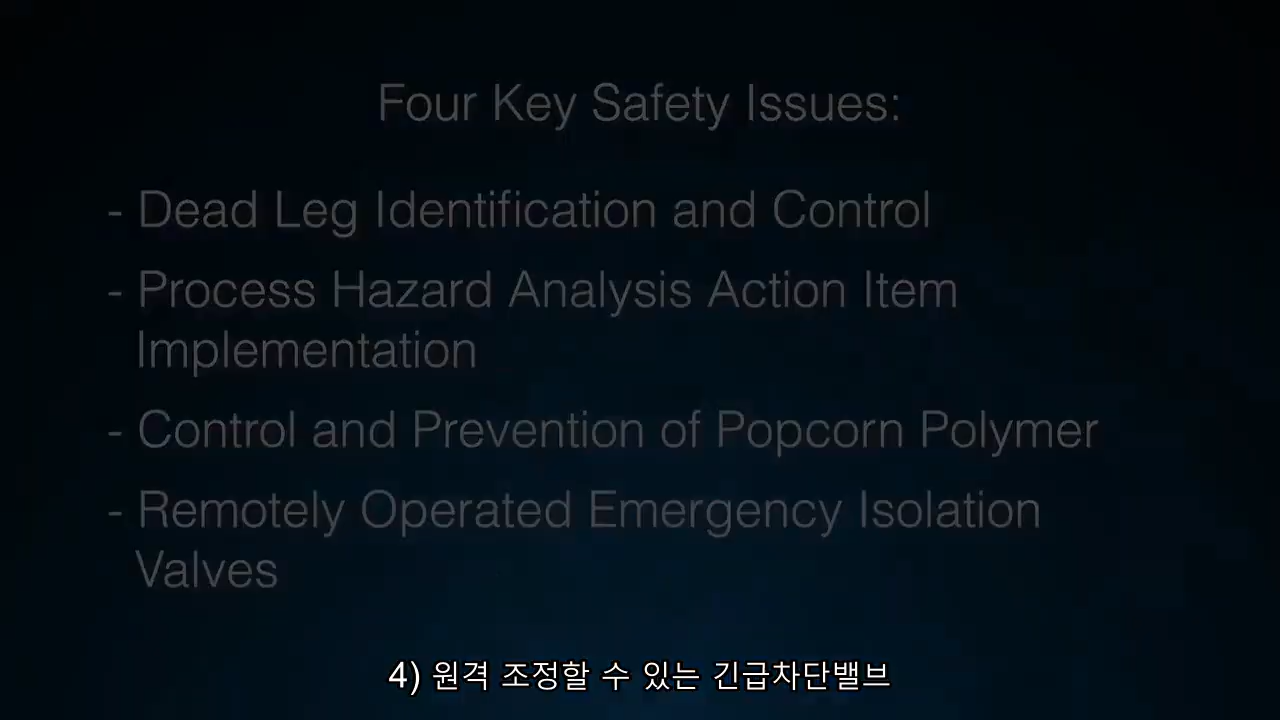 Four Key Safety Issues:
- Dead Leg Identification and Control
- Process Hazard Analysis Action Item
Implementation
- Control and Prevention of Popcorn Polymer
- Remotely Operated Emergency Isolation
Valves
4) 원격 조정할 수 있는 긴급차단밸브